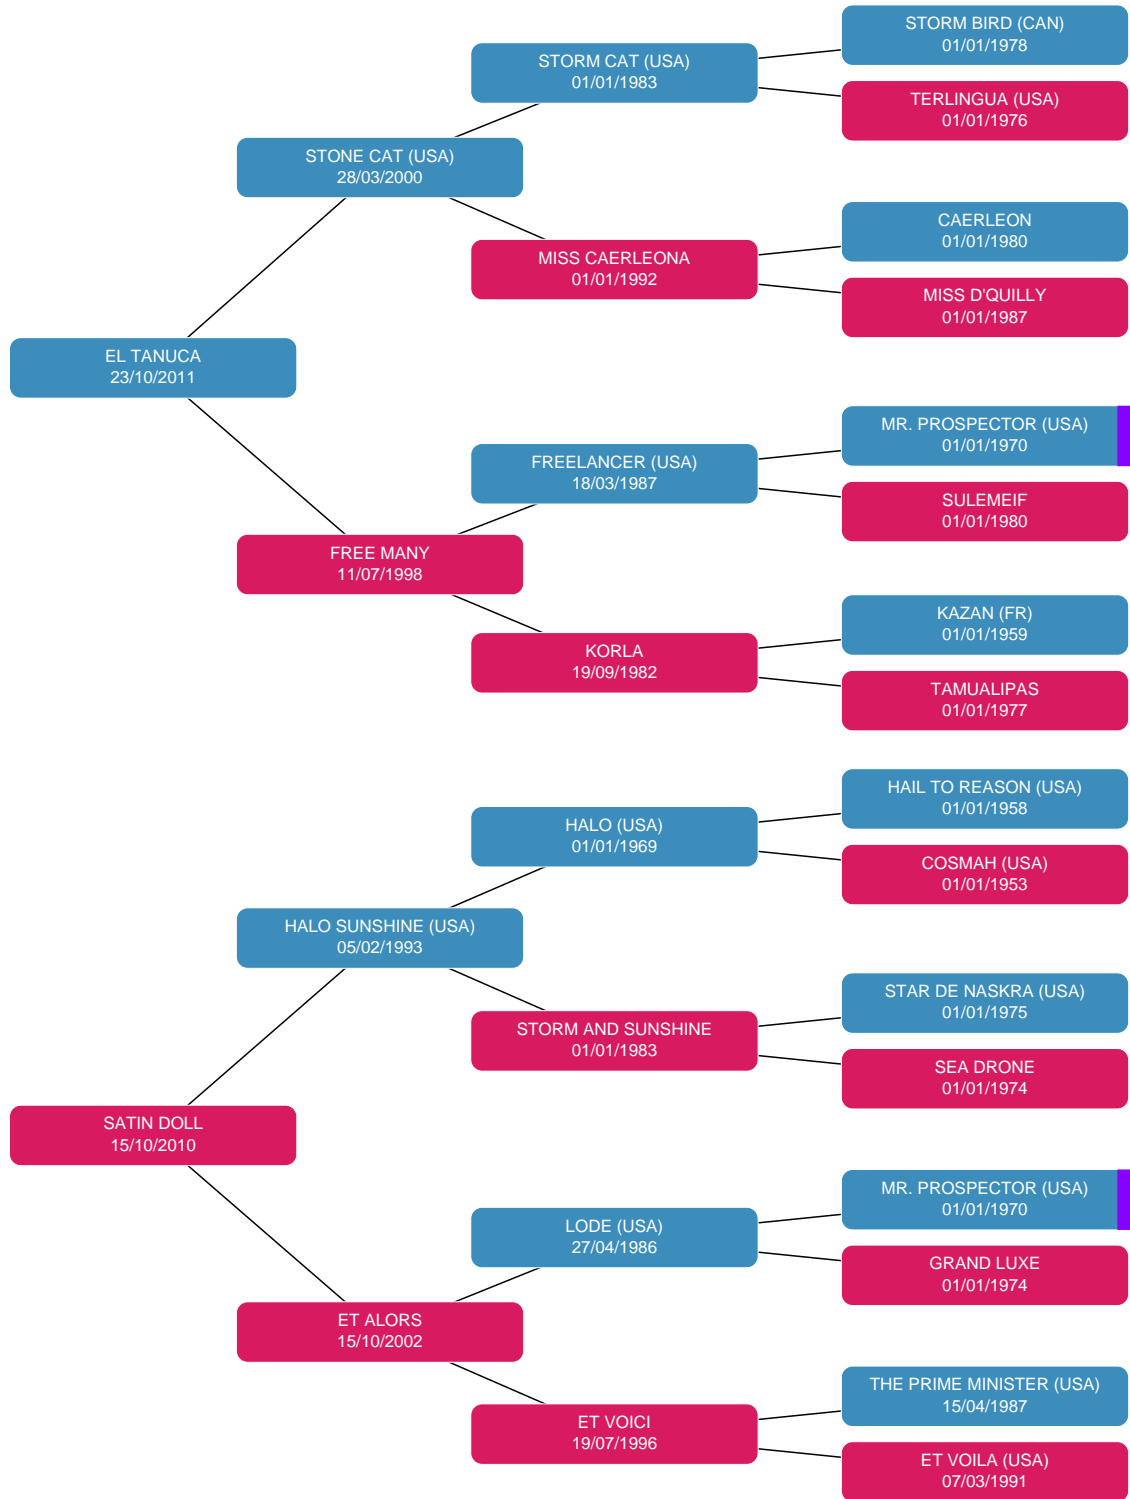 STORM BIRD (CAN)
01/01/1978
STORM CAT (USA)
01/01/1983
TERLINGUA (USA)
01/01/1976
STONE CAT (USA)
28/03/2000
CAERLEON
01/01/1980
MISS CAERLEONA
01/01/1992
MISS D'QUILLY
01/01/1987
EL TANUCA
23/10/2011
MR. PROSPECTOR (USA)
01/01/1970
FREELANCER (USA)
18/03/1987
SULEMEIF
01/01/1980
FREE MANY
11/07/1998
KAZAN (FR)
01/01/1959
KORLA
19/09/1982
TAMUALIPAS
01/01/1977
HAIL TO REASON (USA)
01/01/1958
HALO (USA)
01/01/1969
COSMAH (USA)
01/01/1953
HALO SUNSHINE (USA)
05/02/1993
STAR DE NASKRA (USA)
01/01/1975
STORM AND SUNSHINE
01/01/1983
SEA DRONE
01/01/1974
SATIN DOLL
15/10/2010
MR. PROSPECTOR (USA)
01/01/1970
LODE (USA)
27/04/1986
GRAND LUXE
01/01/1974
ET ALORS
15/10/2002
THE PRIME MINISTER (USA)
15/04/1987
ET VOICI
19/07/1996
ET VOILA (USA)
07/03/1991